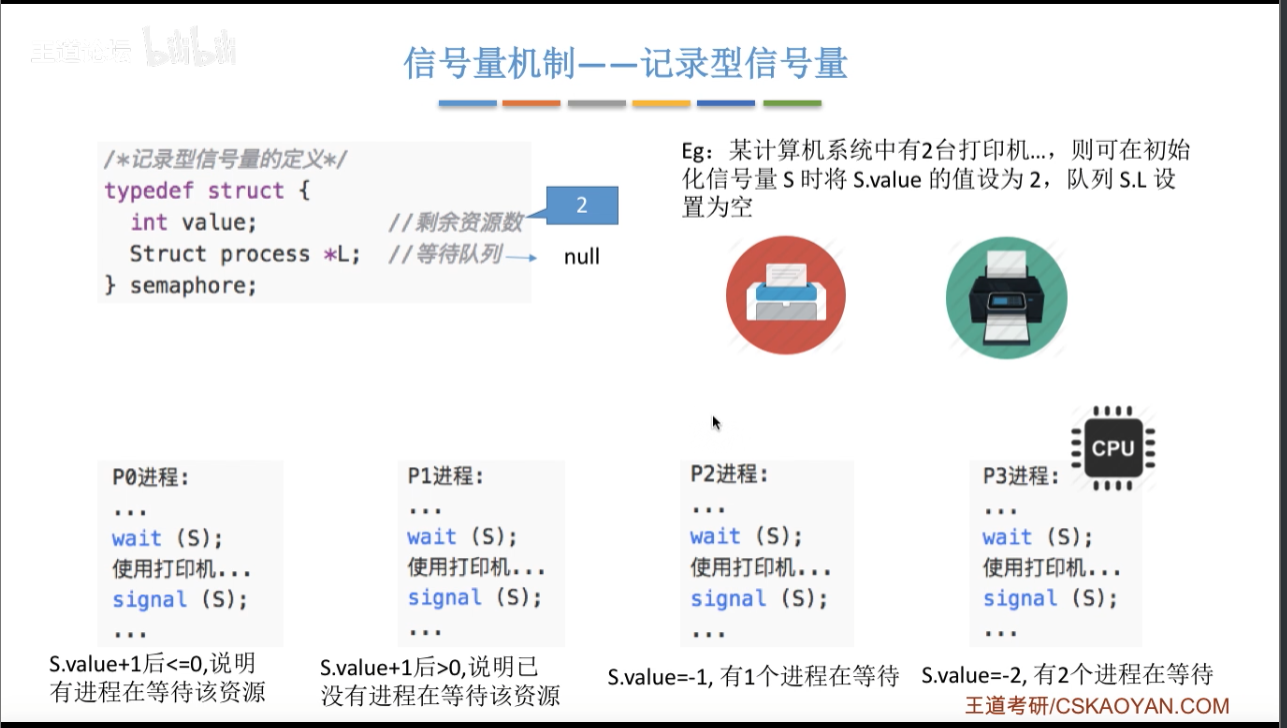 王道论坛 bilibili
信号量机制——记录型信号量
/*记录型信号量的定义*/
typedef struct {
int value; //剩余资源数
Struct process *L; //等待队列
} semaphore;
2
null
Eg：某计算机系统中有2台打印机...，则可在初始
化信号量 S 时将 S.value 的值设为 2，队列 S.L 设
置为空
CPU
P0进程:
...
wait (S);
使用打印机...
signal (S);
...
S.value+1后<=0,说明
有进程在等待该资源
P1进程:
...
wait (S);
使用打印机...
signal (S);
...
S.value+1后>0,说明已
没有进程在等待该资源
P2进程:
...
wait (S);
使用打印机...
signal (S);
...
S.value=-1, 有1个进程在等待
P3进程:
...
wait (S);
使用打印机...
signal (S);
...
S.value=-2, 有2个进程在等待
王道考研/CSKAOYAN.COM